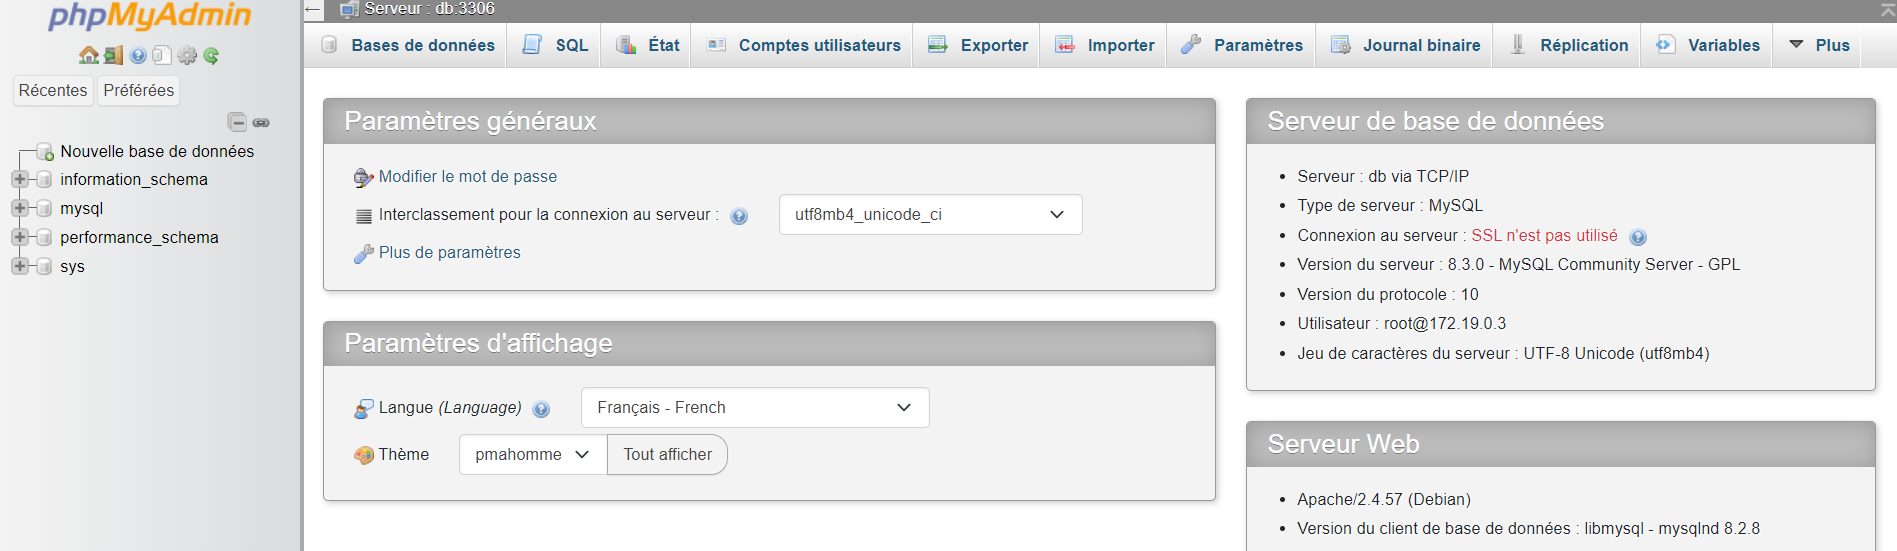 phpMyAdmin
Récentes Préférées
Nouvelle base de données
information_schema
mysql
performance_schema
sys
Serveur : db:3306
Bases de données SQL État Comptes utilisateurs Exporter Importer Paramètres Journal binaire Réplication Variables Plus
Paramètres généraux
Modifier le mot de passe
Interclassement pour la connexion au serveur : utf8mb4_unicode_ci
Plus de paramètres
Paramètres d'affichage
Langue (Language) Français - French
Thème pmahomme Tout afficher
Serveur de base de données
• Serveur : db via TCP/IP
• Type de serveur : MySQL
• Connexion au serveur : SSL n'est pas utilisé
• Version du serveur : 8.3.0 - MySQL Community Server - GPL
• Version du protocole : 10
• Utilisateur : root@172.19.0.3
• Jeu de caractères du serveur : UTF-8 Unicode (utf8mb4)
Serveur Web
• Apache/2.4.57 (Debian)
• Version du client de base de données : libmysql - mysqlnd 8.2.8